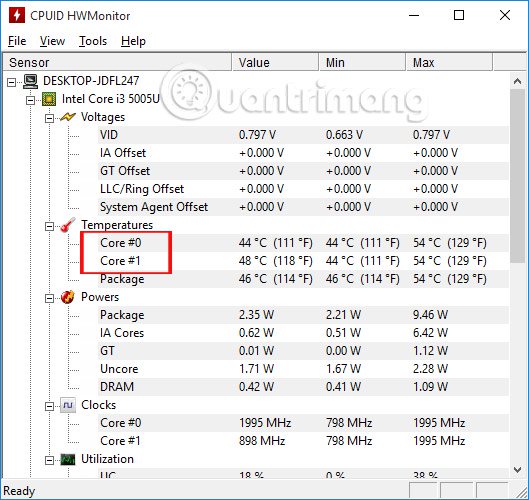 CPUID HWMonitor
File View Tools Help
Sensor Value Min Max
DESKTOP-JDFL247
Intel Core i3 5005U
Quantrimang
Voltages
VID 0.797 V 0.663 V 0.797 V
IA Offset +0.000 V +0.000 V +0.000 V
GT Offset +0.000 V +0.000 V +0.000 V
LLC/Ring Offset +0.000 V +0.000 V +0.000 V
System Agent Offset +0.000 V +0.000 V +0.000 V
Temperatures
Core #0 44 °C (111 °F) 44 °C (111 °F) 54 °C (129 °F)
Core #1 48 °C (118 °F) 44 °C (111 °F) 54 °C (129 °F)
Package 46 °C (114 °F) 46 °C (114 °F) 54 °C (129 °F)
Powers
Package 2.35 W 2.21 W 9.46 W
IA Cores 0.62 W 0.51 W 6.42 W
GT 0.01 W 0.00 W 1.12 W
Uncore 1.71 W 1.67 W 2.28 W
DRAM 0.42 W 0.41 W 1.09 W
Clocks
Core #0 1995 MHz 798 MHz 1995 MHz
Core #1 898 MHz 798 MHz 1995 MHz
Utilization
UC 18 % 0 % 38 %
Ready